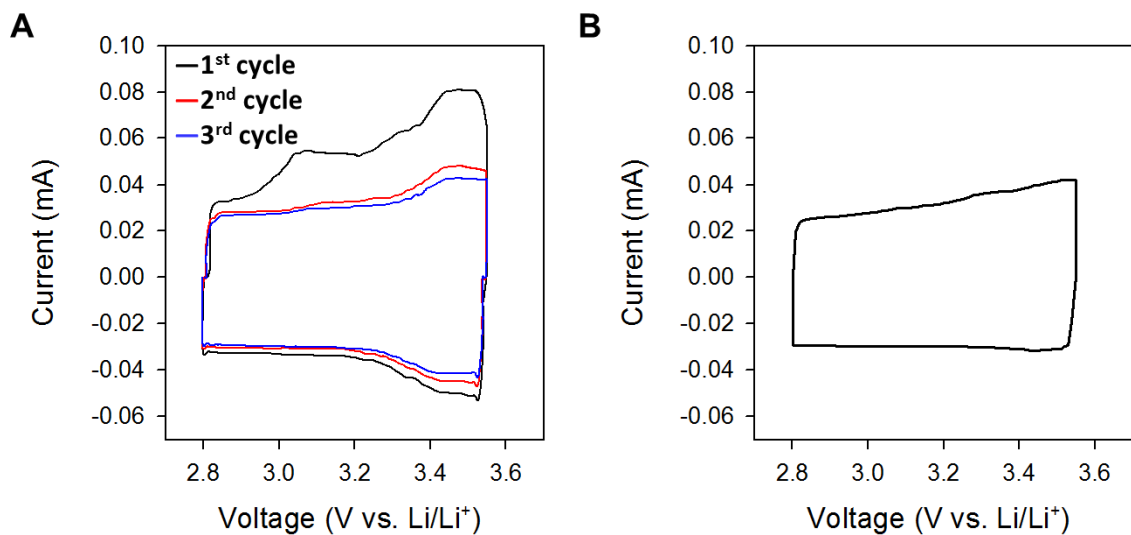 A
0.10
0.08
0.06
0.04
0.02
0.00
-0.02
-0.04
-0.06
Current (mA)
1st cycle
2nd cycle
3rd cycle
2.8 3.0 3.2 3.4 3.6
Voltage (V vs. Li/Li⁺)
B
0.10
0.08
0.06
0.04
0.02
0.00
-0.02
-0.04
-0.06
Current (mA)
2.8 3.0 3.2 3.4 3.6
Voltage (V vs. Li/Li⁺)